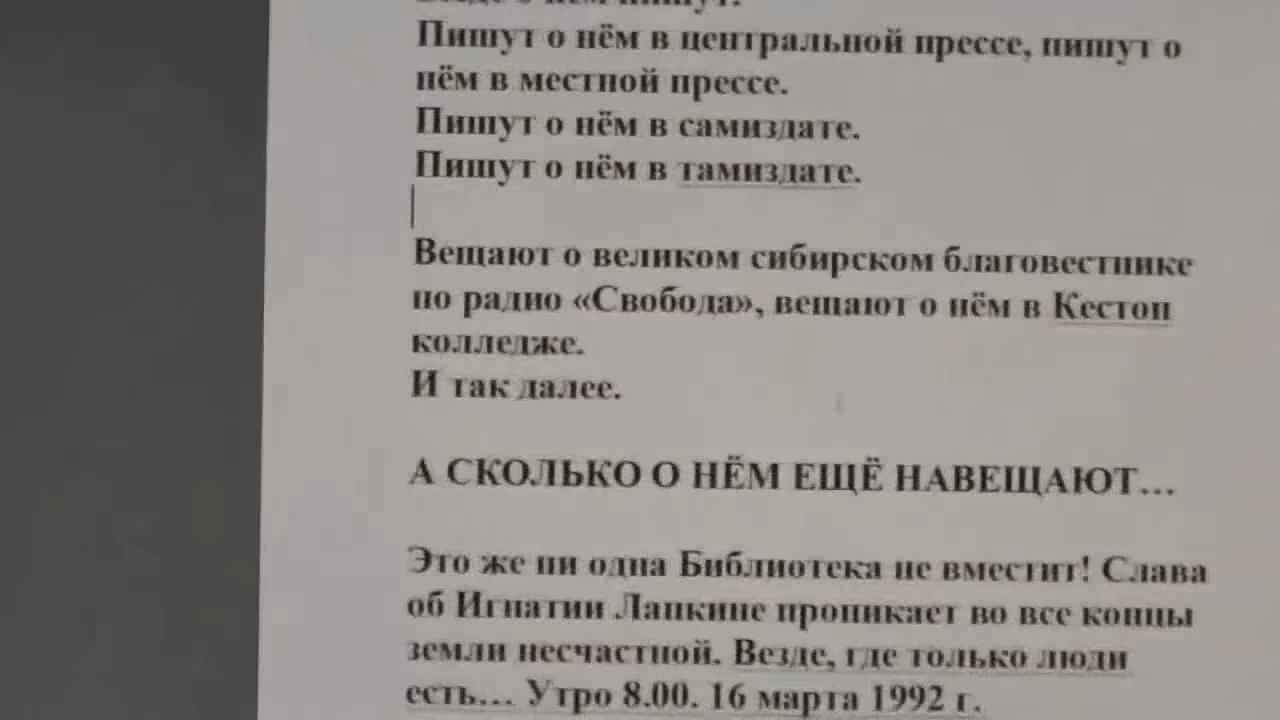 Пишут о нём в центральной прессе, пишут о
нём в местной прессе.
Пишут о нём в самиздате.
Пишут о нём в тамиздате.
Вещают о великом сибирском благовестнике
по радио «Свобода», вещают о нём в Кестон
колледже.
И так далее.
А СКОЛЬКО О НЁМ ЕЩЁ НАВЕЩАЮТ...
Это же ни одна Библиотека не вместит! Слава
об Игнатии Лапкине проникает во все концы
земли несчастной. Везде, где только люди
есть... Утро 8.00. 16 марта 1992 г.